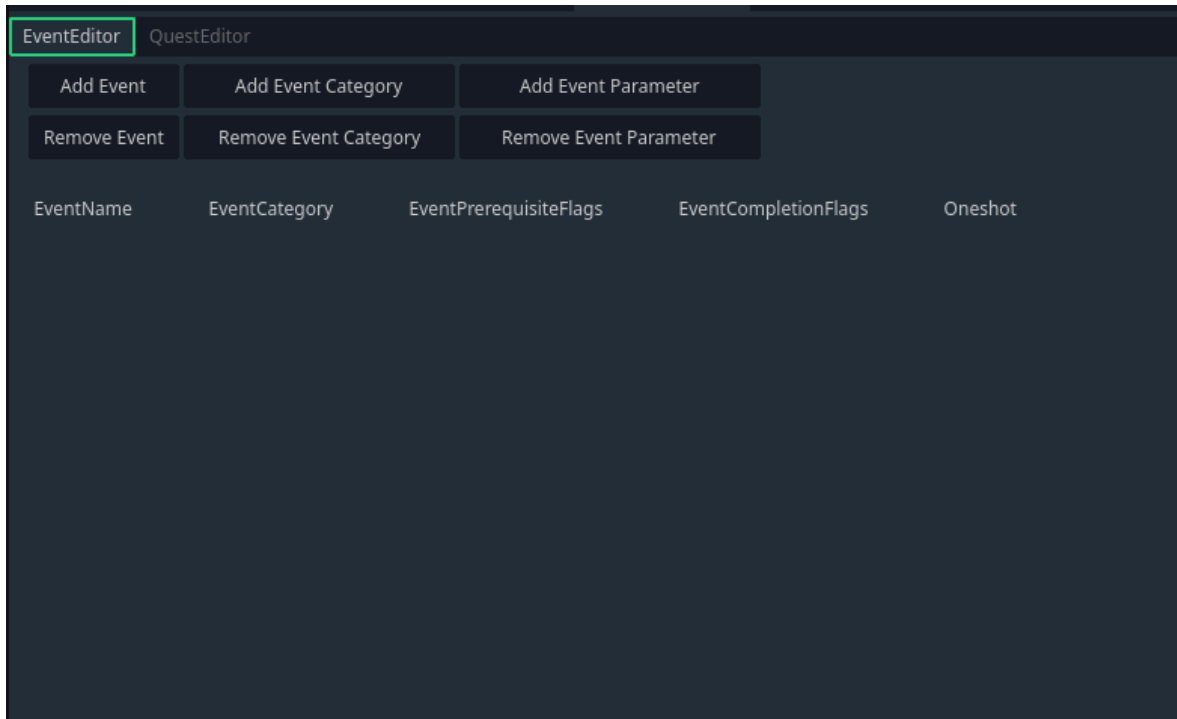 EventEditor QuestEditor
Add Event Add Event Category Add Event Parameter
Remove Event Remove Event Category Remove Event Parameter
EventName EventCategory EventPrerequisiteFlags EventCompletionFlags Oneshot